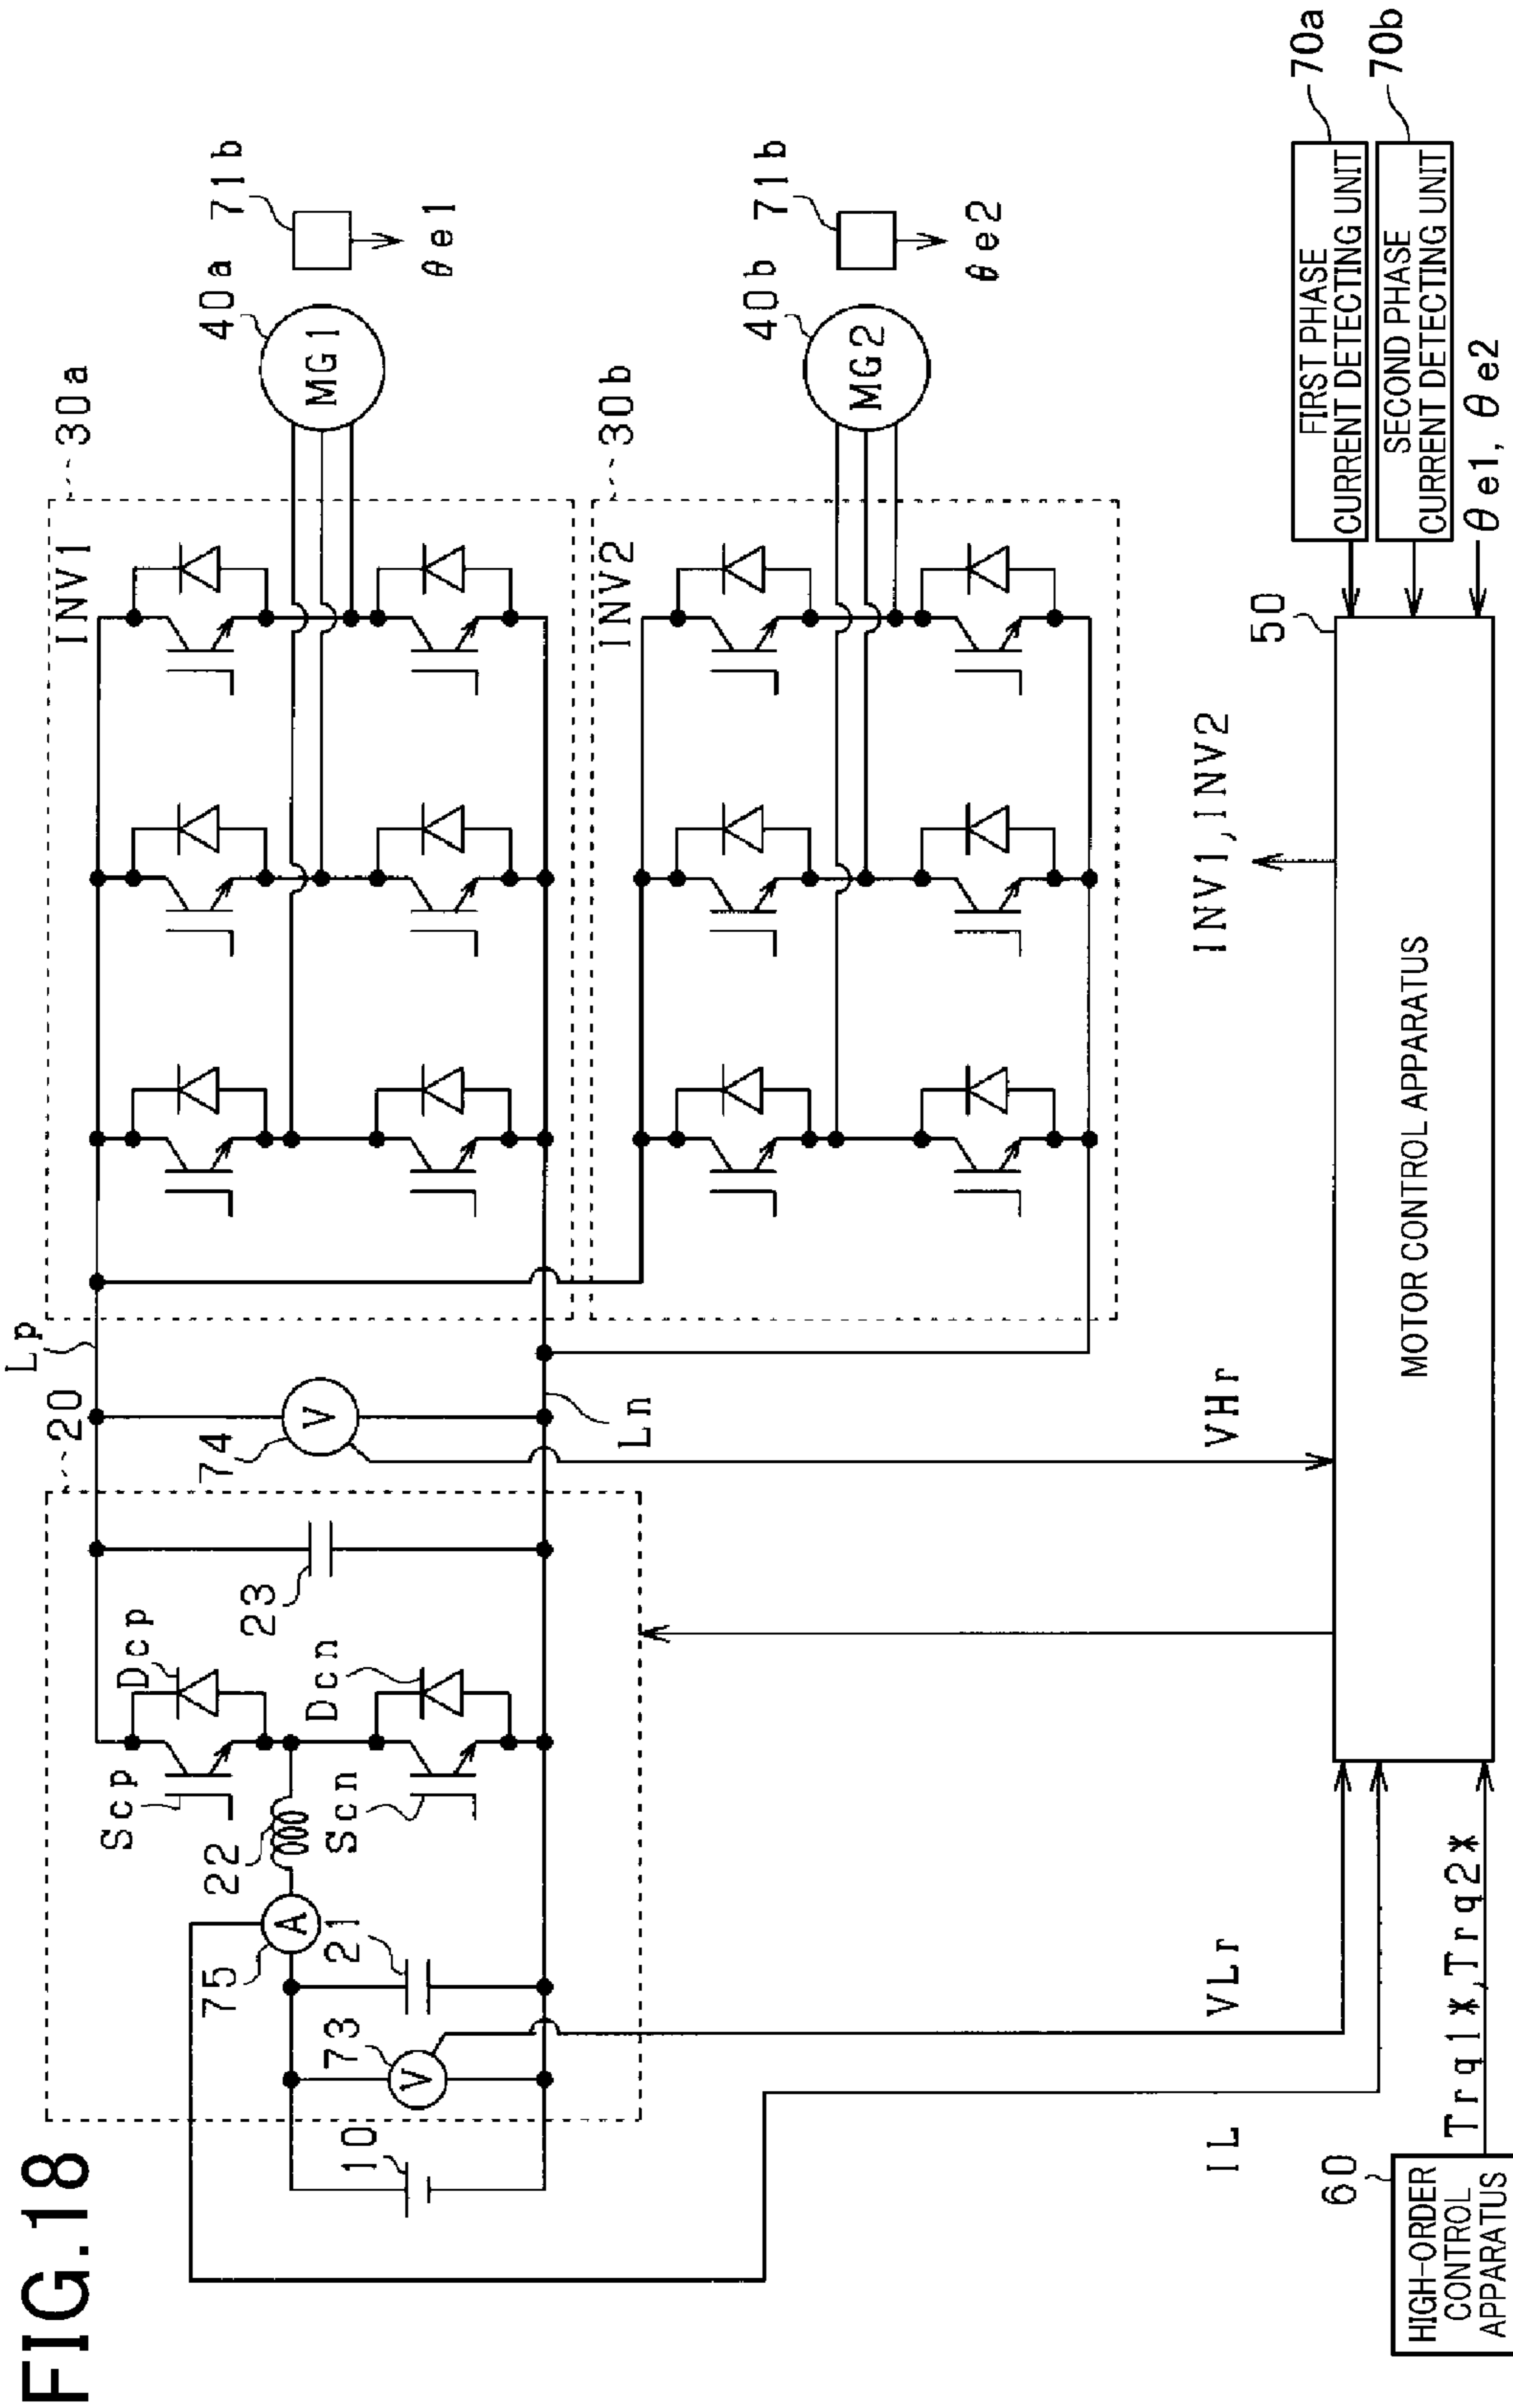 FIG.18
Lp
20
30a
INV1
40a
MG1
71b
θe1
Scp
Dcp
75
A
22
23
74
V
10
73
V
21
Scn
Dcn
Ln
30b
INV2
40b
MG2
71b
θe2
IL
VLr
VHr
INV1,INV2
50
70a
FIRST PHASE
CURRENT DETECTING UNIT
70b
SECOND PHASE
CURRENT DETECTING UNIT
θe1, θe2
60
HIGH-ORDER
CONTROL
APPARATUS
Trq1*,Trq2*
MOTOR CONTROL APPARATUS